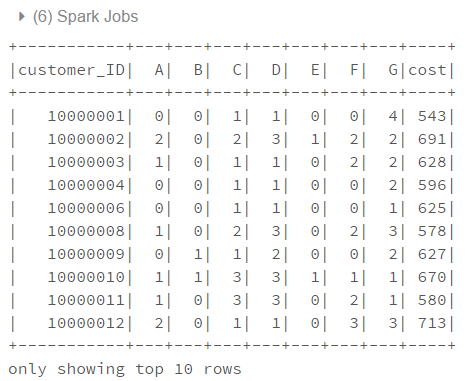 (6) Spark Jobs
+-----------+---+---+---+---+---+---+---+----+
|customer_ID|  A|  B|  C|  D|  E|  F|  G|cost|
+-----------+---+---+---+---+---+---+---+----+
|   10000001|  0|  0|  1|  1|  0|  0|  4| 543|
|   10000002|  2|  0|  2|  3|  1|  2|  2| 691|
|   10000003|  1|  0|  1|  1|  0|  2|  2| 628|
|   10000004|  0|  0|  1|  1|  0|  0|  2| 596|
|   10000006|  0|  0|  1|  1|  0|  0|  1| 625|
|   10000008|  1|  0|  2|  3|  0|  2|  3| 578|
|   10000009|  0|  1|  1|  2|  0|  0|  2| 627|
|   10000010|  1|  1|  3|  3|  1|  1|  1| 670|
|   10000011|  1|  0|  3|  3|  0|  2|  1| 580|
|   10000012|  2|  0|  1|  1|  0|  3|  3| 713|
+-----------+---+---+---+---+---+---+---+----+
only showing top 10 rows